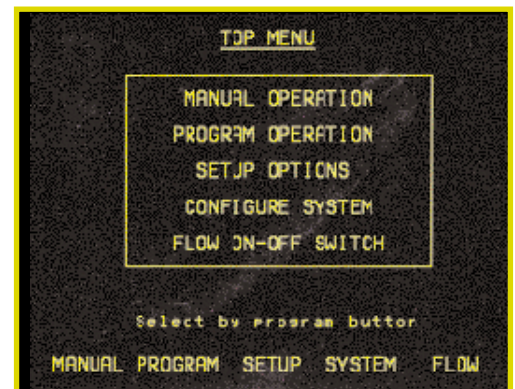 TOP MENU
MANUAL OPERATION
PROGRAM OPERATION
SETUP OPTIONS
CONFIGURE SYSTEM
FLOW ON-OFF SWITCH
Select by program button
MANUAL PROGRAM SETUP SYSTEM FLOW